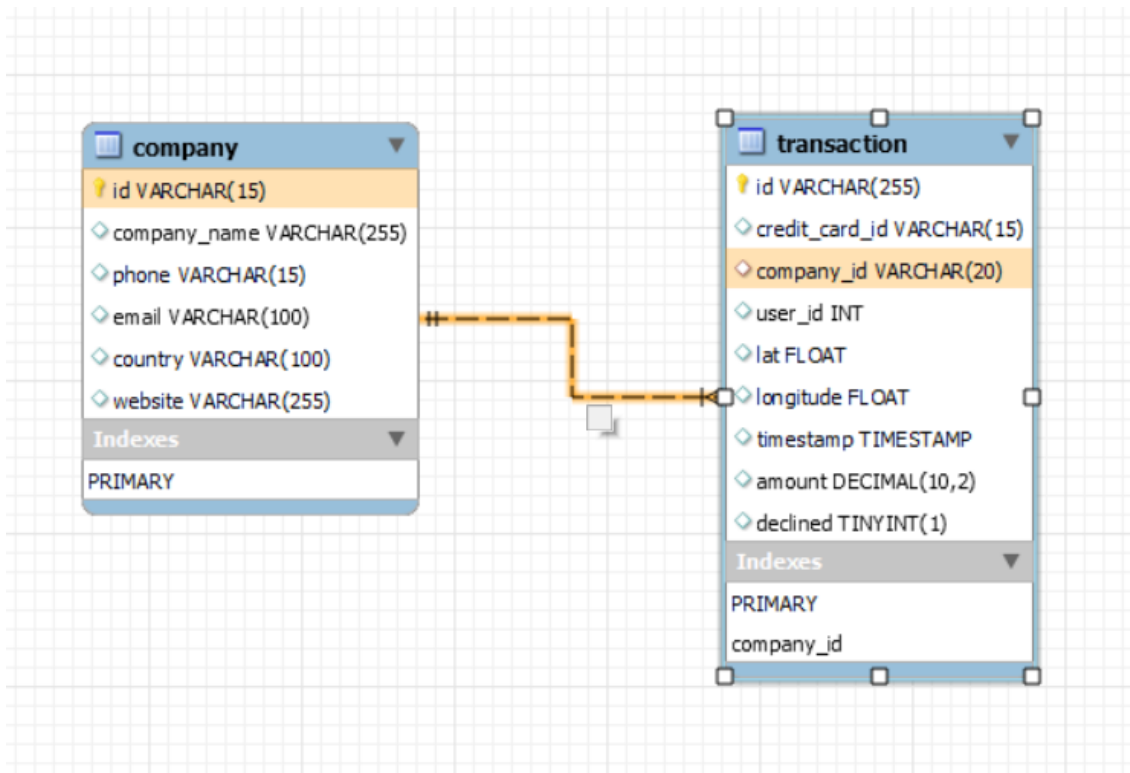 company
id VARCHAR(15)
company_name VARCHAR(255)
phone VARCHAR(15)
email VARCHAR(100)
country VARCHAR(100)
website VARCHAR(255)
Indexes
PRIMARY
transaction
id VARCHAR(255)
credit_card_id VARCHAR(15)
company_id VARCHAR(20)
user_id INT
lat FLOAT
longitude FLOAT
timestamp TIMESTAMP
amount DECIMAL(10,2)
declined TINYINT(1)
Indexes
PRIMARY
company_id